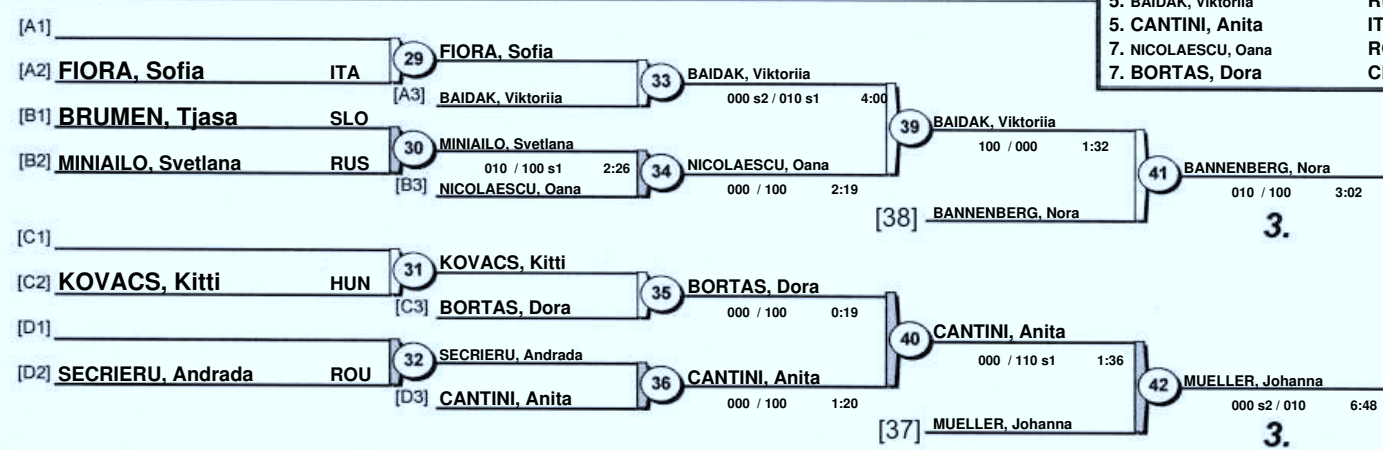 5. BAIDAK, Viktoriia
5. CANTINI, Anita
7. NICOLAESCU, Oana
7. BORTAS, Dora
[A1]
[A2] FIORA, Sofia ITA
29 FIORA, Sofia
[A3] BAIDAK, Viktoriia
33 BAIDAK, Viktoriia
000 s2 / 010 s1 4:00
[B1] BRUMEN, Tjasa SLO
[B2] MINIAILO, Svetlana RUS
30 MINIAILO, Svetlana
010 / 100 s1 2:26
[B3] NICOLAESCU, Oana
34 NICOLAESCU, Oana
000 / 100 2:19
39 BAIDAK, Viktoriia
100 / 000 1:32
[38] BANNENBERG, Nora
41 BANNENBERG, Nora
010 / 100 3:02
3.
[C1]
[C2] KOVACS, Kitti HUN
31 KOVACS, Kitti
[C3] BORTAS, Dora
35 BORTAS, Dora
000 / 100 0:19
[D1]
[D2] SECRIERU, Andrada ROU
32 SECRIERU, Andrada
[D3] CANTINI, Anita
36 CANTINI, Anita
000 / 100 1:20
40 CANTINI, Anita
000 / 110 s1 1:36
[37] MUELLER, Johanna
42 MUELLER, Johanna
000 s2 / 010 6:48
3.